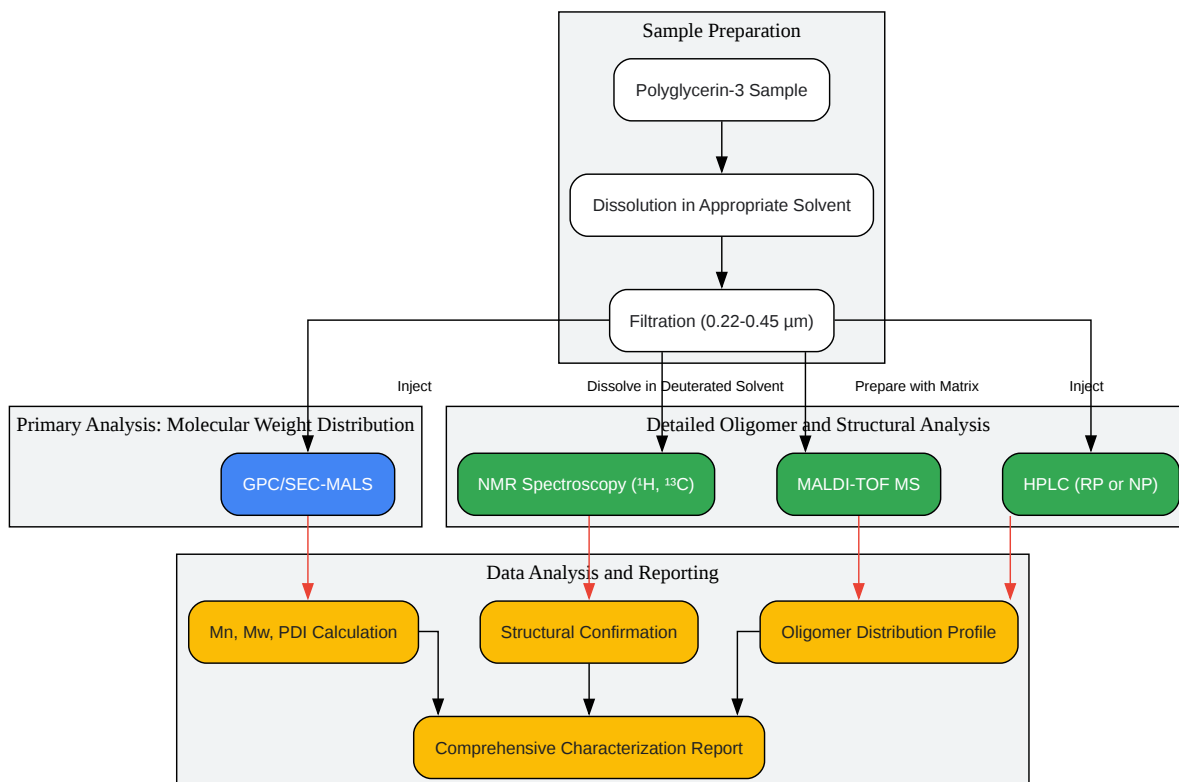 Sample Preparation
Polyglycerin-3 Sample
Dissolution in Appropriate Solvent
Filtration (0.22-0.45 µm)
Inject
Dissolve in Deuterated Solvent
Prepare with Matrix
Inject
Primary Analysis: Molecular Weight Distribution
Detailed Oligomer and Structural Analysis
GPC/SEC-MALS
NMR Spectroscopy (¹H, ¹³C)
MALDI-TOF MS
HPLC (RP or NP)
Data Analysis and Reporting
Mn, Mw, PDI Calculation
Structural Confirmation
Oligomer Distribution Profile
Comprehensive Characterization Report